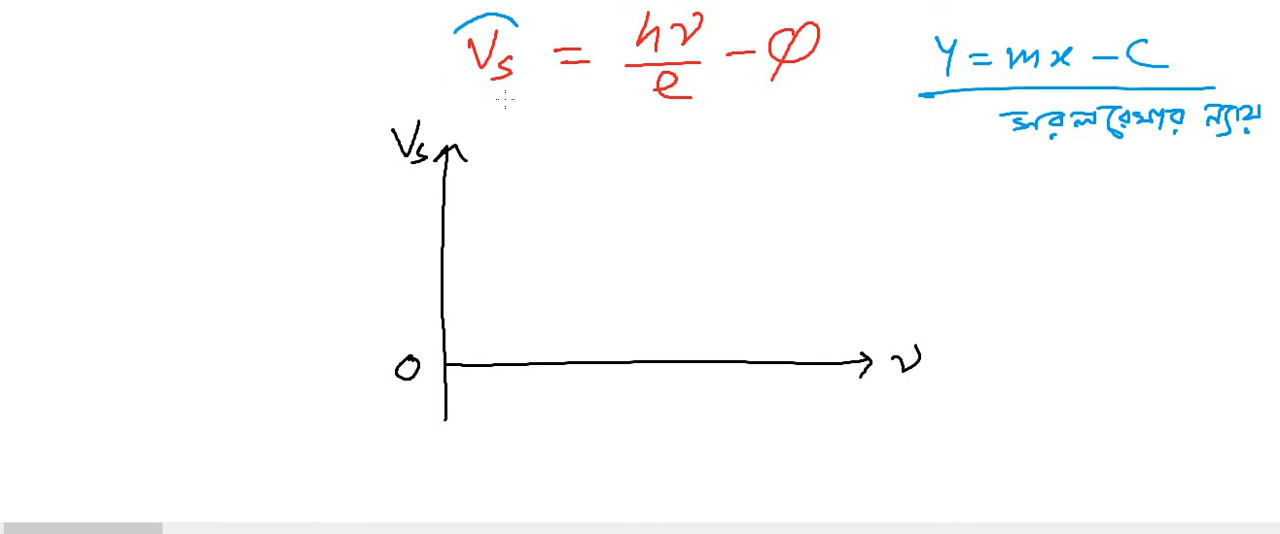 Vs = hν/e − φ
Y = mx − C
সরলরেখার ন্যায়
Vs
0
ν